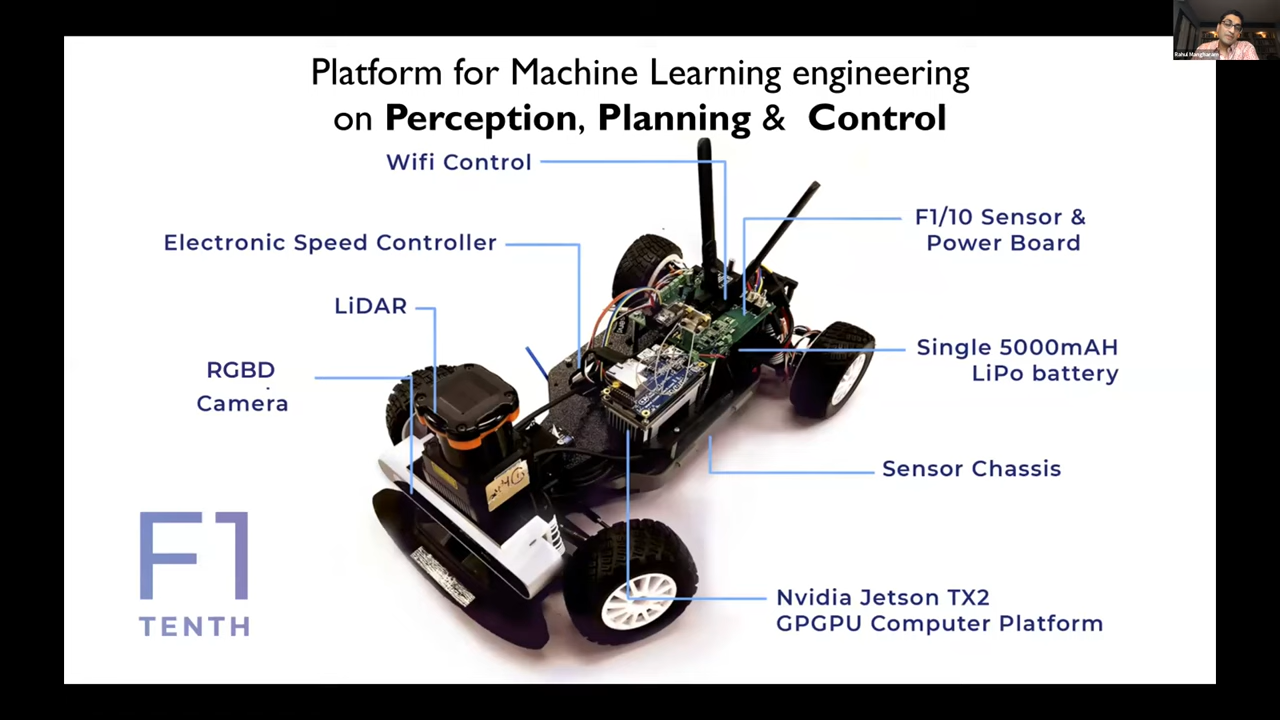 Platform for Machine Learning engineering
on Perception, Planning & Control
Wifi Control
F1/10 Sensor &
Power Board
Electronic Speed Controller
LiDAR
Single 5000mAH
LiPo battery
RGBD
Camera
Sensor Chassis
F1
TENTH
Nvidia Jetson TX2
GPGPU Computer Platform